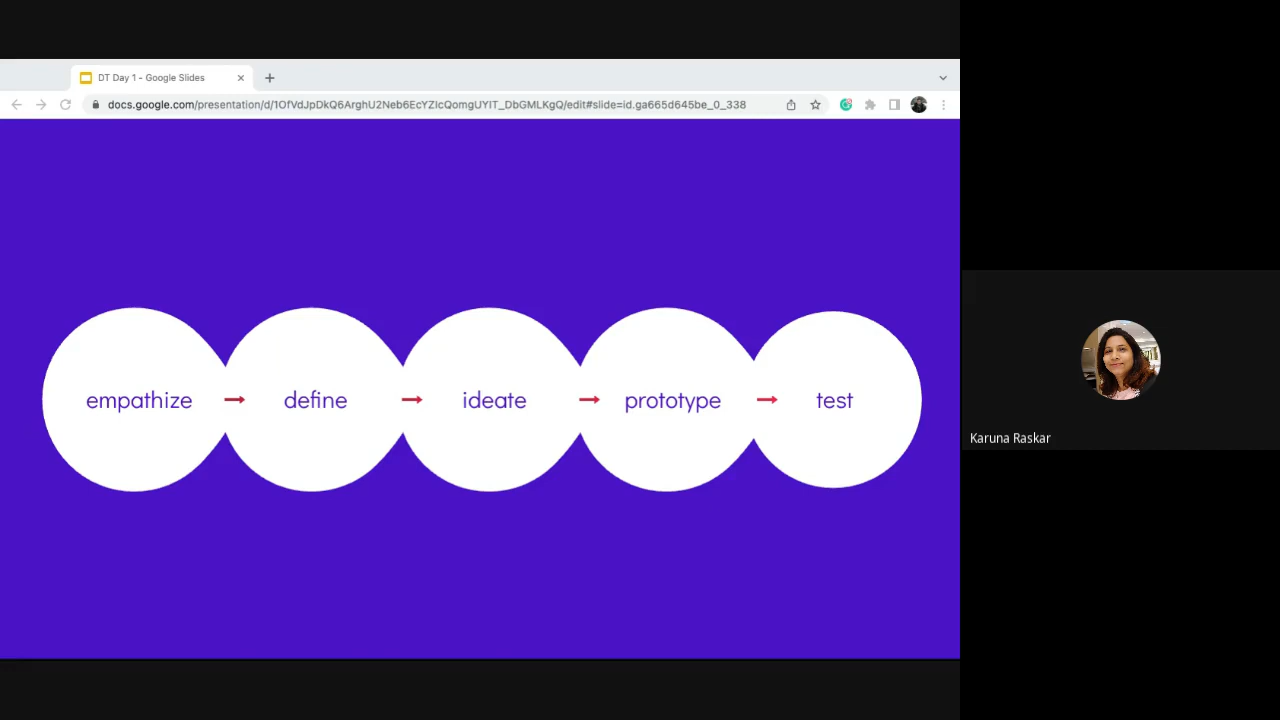 DT Day 1 - Google Slides
docs.google.com/presentation/d/1OfVdJpDkQ6ArghU2Neb6EcYZIcQomgUYIT_DbGMLKgQ/edit#slide=id.ga665d645be_0_338
empathize → define → ideate → prototype → test
Karuna Raskar